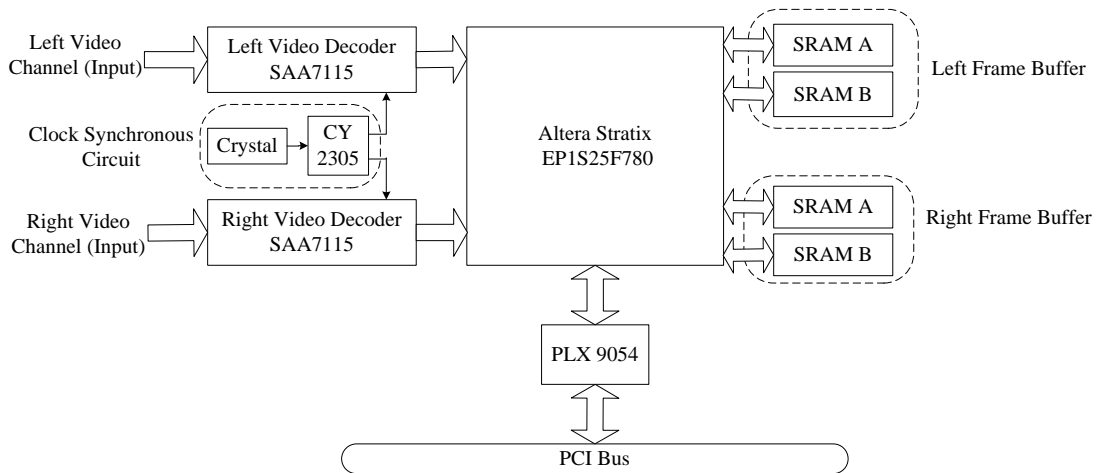 Left Video
Channel (Input)
Left Video Decoder
SAA7115
Clock Synchronous
Circuit
Crystal
CY
2305
Right Video
Channel (Input)
Right Video Decoder
SAA7115
Altera Stratix
EP1S25F780
SRAM A
SRAM B
Left Frame Buffer
SRAM A
SRAM B
Right Frame Buffer
PLX 9054
PCI Bus